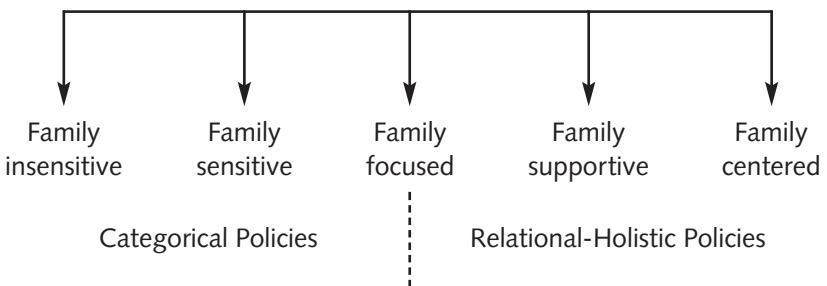 Family insensitive
Family sensitive
Family focused
Family supportive
Family centered
Categorical Policies
Relational-Holistic Policies